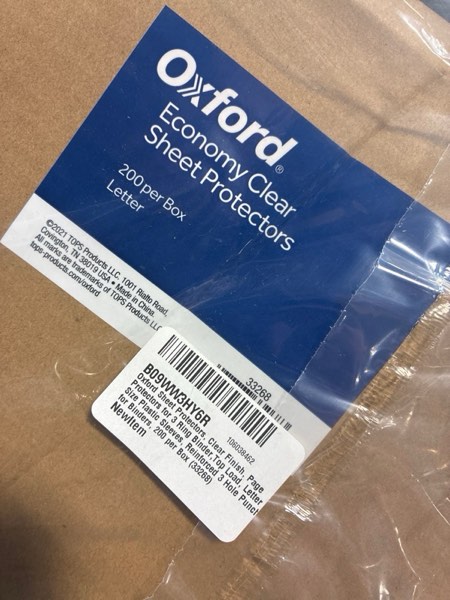 Oxford®
Economy Clear
Sheet Protectors
200 per Box
Letter
©2021 TOPS Products LLC, 1001 Rialto Road,
Covington, TN 38019 USA • Made in China
All marks are trademarks of TOPS Products LLC
tops-products.com/oxford
33268
B09WW3HY6R
106038462
Oxford Sheet Protectors, Clear Finish, Page
Protectors for 3 Ring Binder,Top Load, Letter
Size Plastic Sleeves, Reinforced 3 Hole Punch
for Binders, 200 per Box (33268)
NewItem